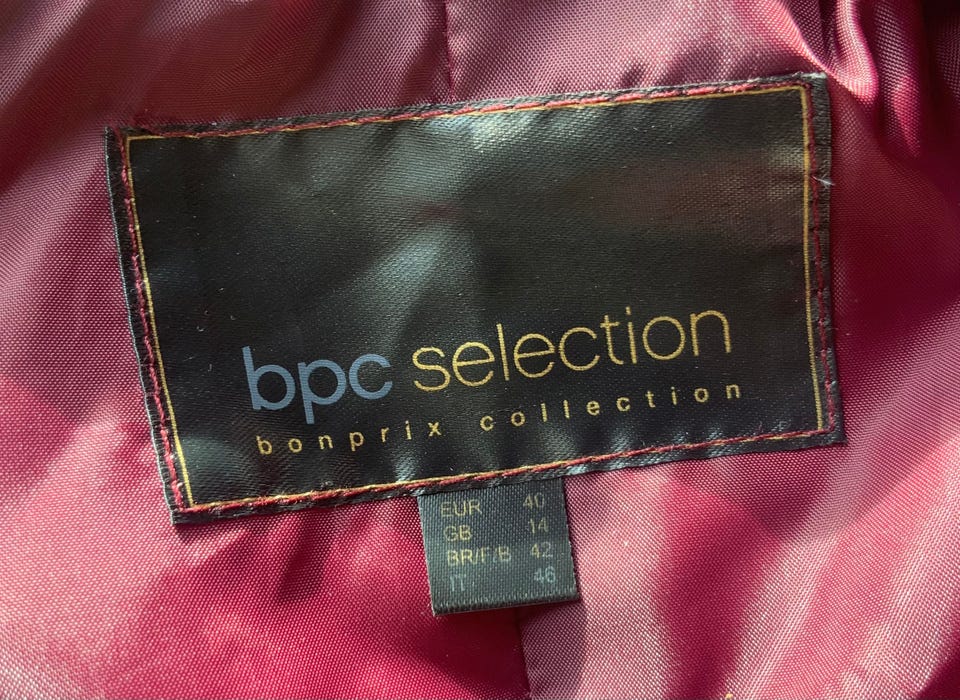 bpc selection
bonprix collection
EUR 40
GB 14
BR/F/B 42
IT 46